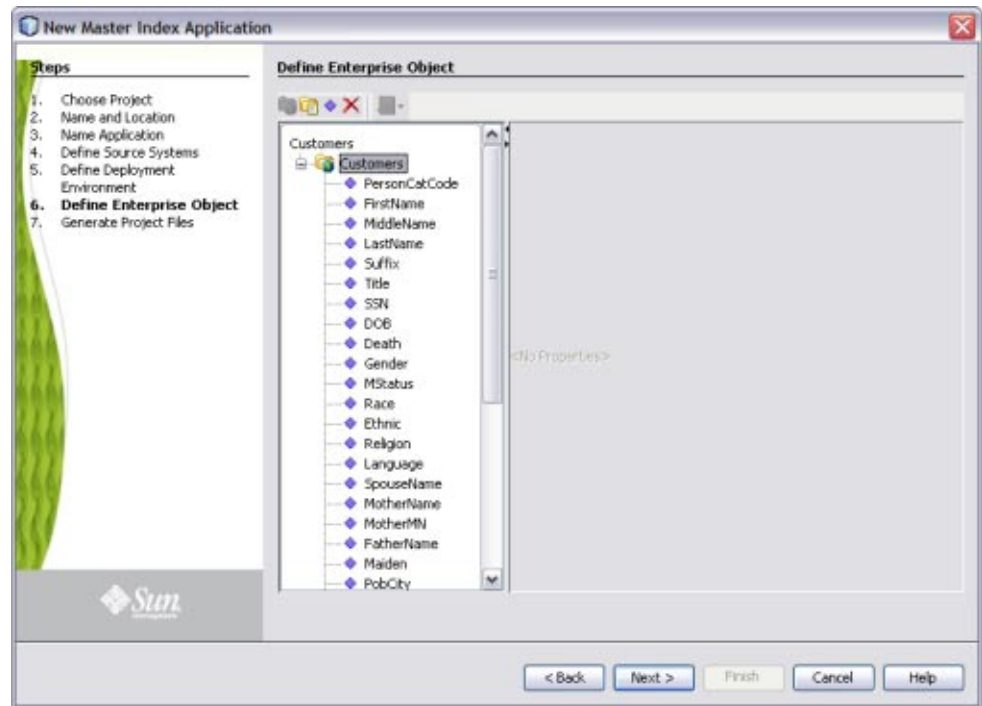 New Master Index Application
Steps
1. Choose Project
2. Name and Location
3. Name Application
4. Define Source Systems
5. Define Deployment
Environment
6. Define Enterprise Object
7. Generate Project Files
Sun
Define Enterprise Object
Customers
Customers
PersonCatCode
FirstName
MiddleName
LastName
Suffix
Title
SSN
DOB
Death
Gender
MStatus
Race
Ethnic
Religion
Language
SpouseName
MotherName
MotherMN
FatherName
Maiden
PobCity
<No Properties>
< Back
Next >
Finish
Cancel
Help